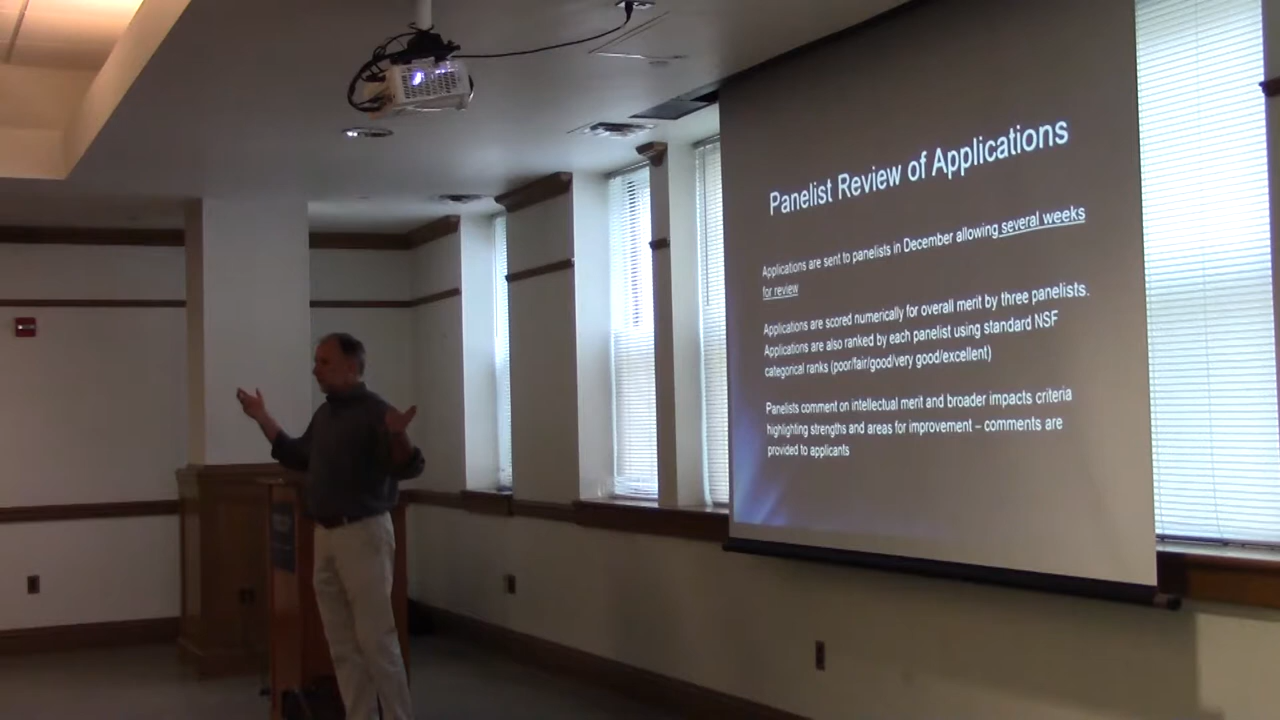 Panelist Review of Applications
Applications are sent to panelists in December allowing several weeks
for review
Applications are scored numerically for overall merit by three panelists.
Applications are also ranked by each panelist using standard NSF
categorical ranks (poor/fair/good/very good/excellent)
Panelists comment on intellectual merit and broader impacts criteria
highlighting strengths and areas for improvement – comments are
provided to applicants